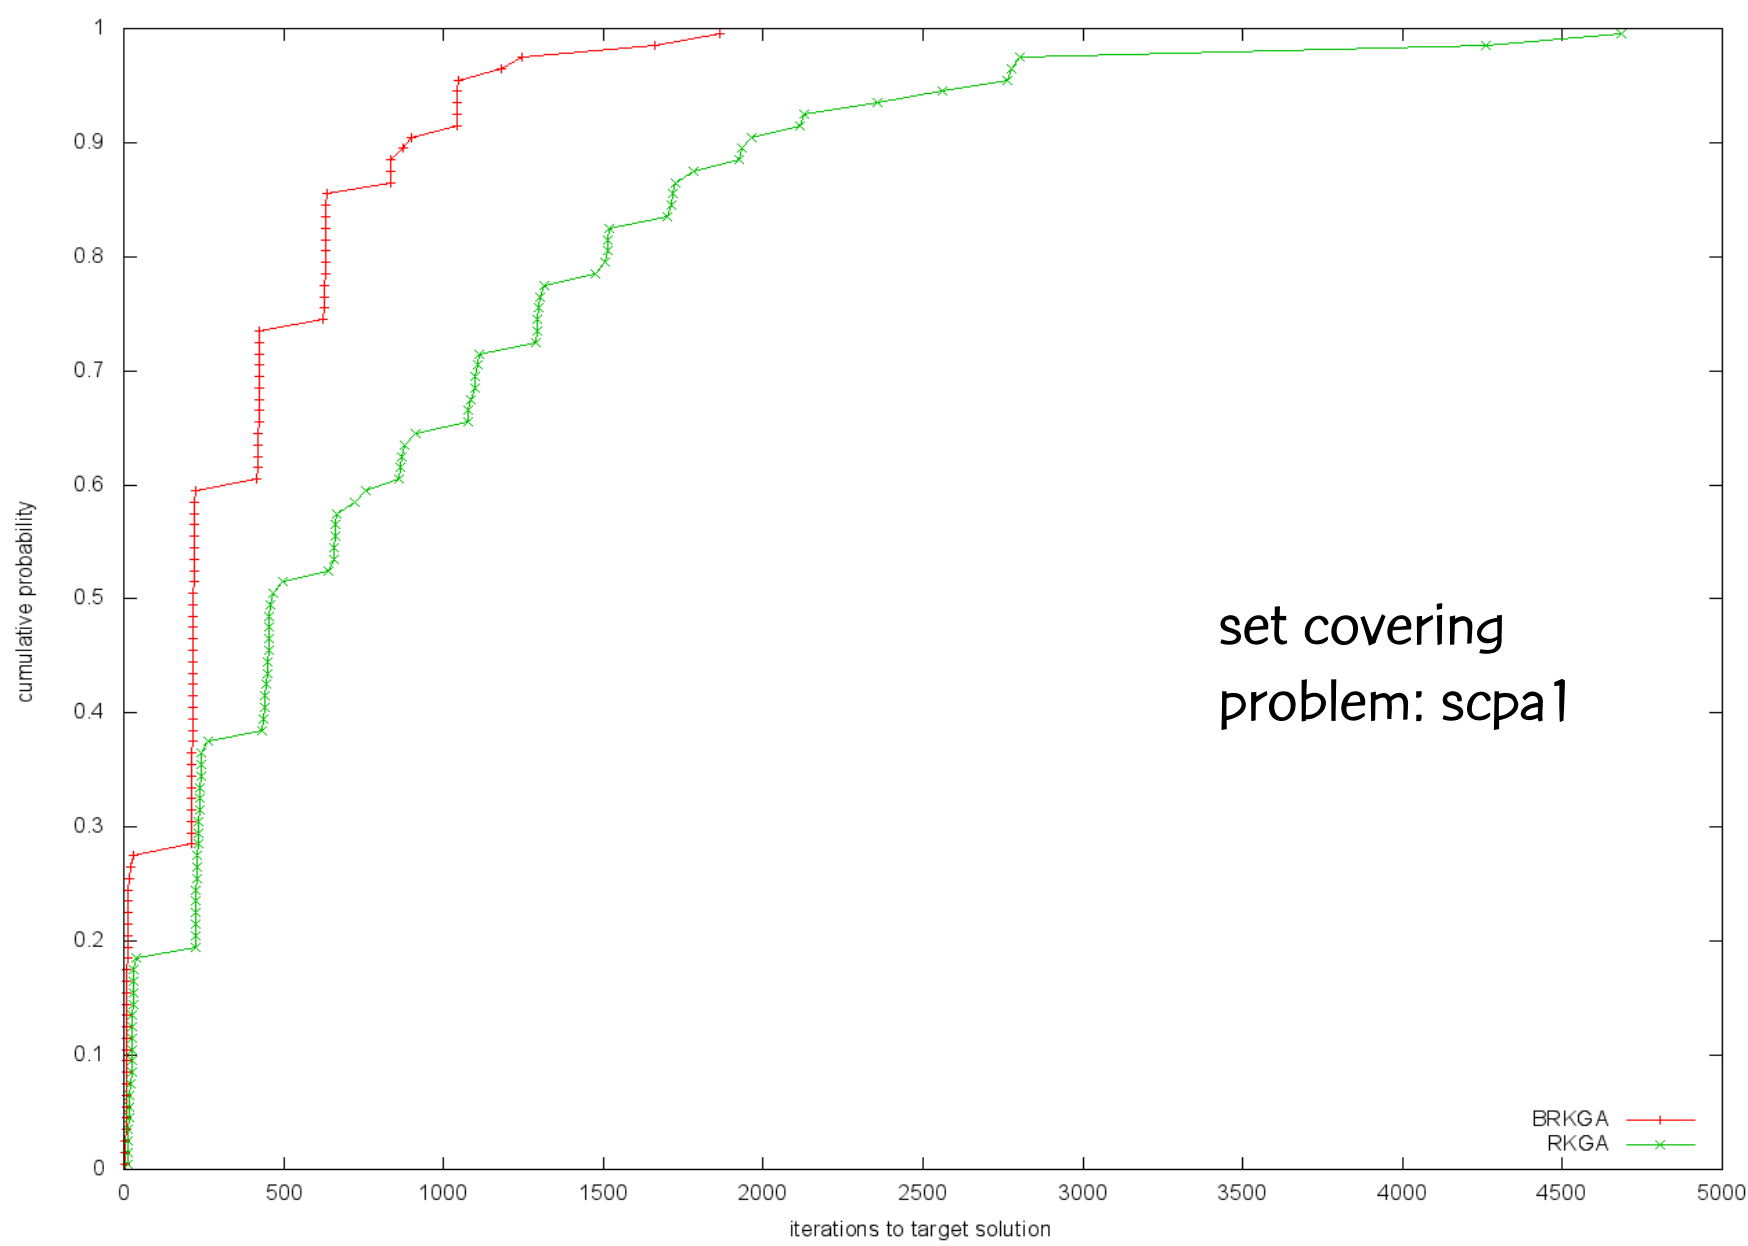 1
0.9
0.8
0.7
0.6
0.5
0.4
0.3
0.2
0.1
0
cumulative probability
set covering
problem: scpa1
BRKGA
RKGA
0 500 1000 1500 2000 2500 3000 3500 4000 4500 5000
iterations to target solution